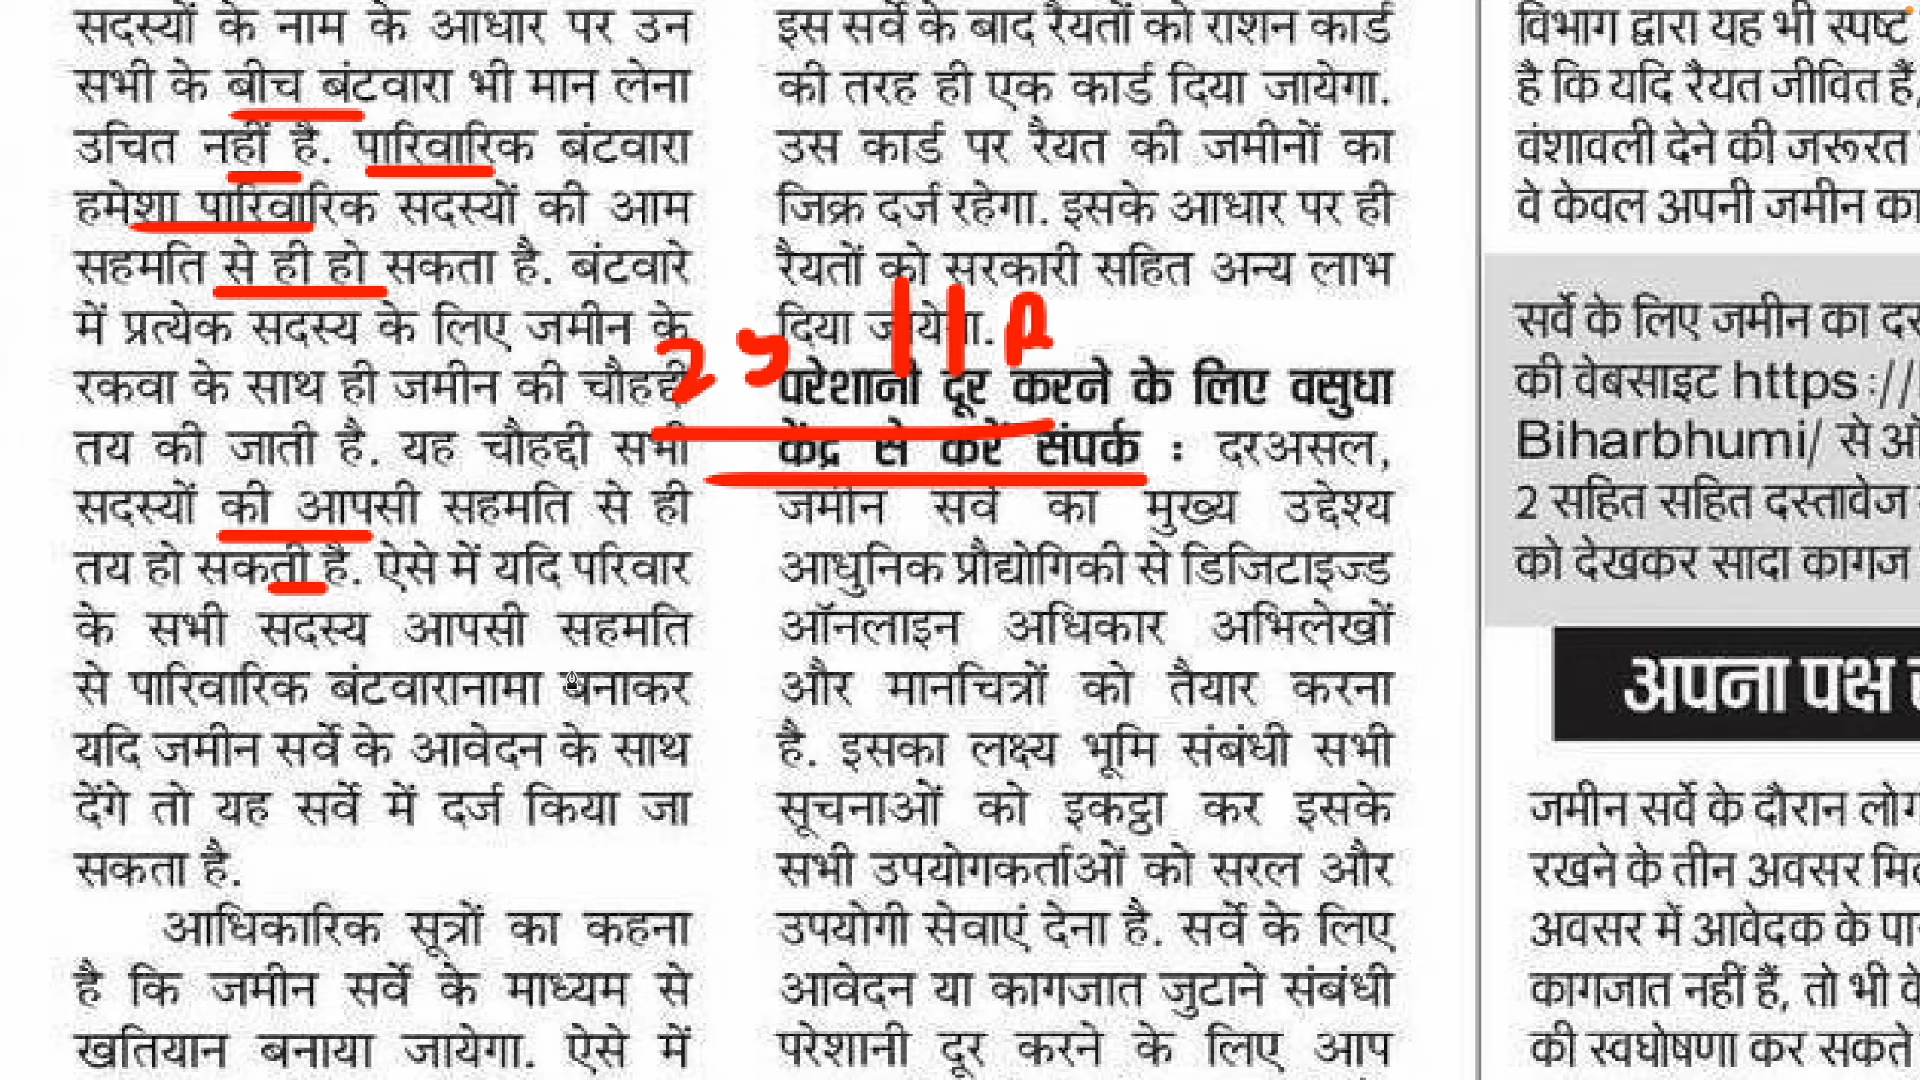 सदस्यों के नाम के आधार पर उन
सभी के बीच बंटवारा भी मान लेना
उचित नहीं है. पारिवारिक बंटवारा
हमेशा पारिवारिक सदस्यों की आम
सहमति से ही हो सकता है. बंटवारे
में प्रत्येक सदस्य के लिए जमीन के
रकवा के साथ ही जमीन की चौहद्दी
तय की जाती है. यह चौहद्दी सभी
सदस्यों की आपसी सहमति से ही
तय हो सकती है. ऐसे में यदि परिवार
के सभी सदस्य आपसी सहमति
से पारिवारिक बंटवारानामा बनाकर
यदि जमीन सर्वे के आवेदन के साथ
देंगे तो यह सर्वे में दर्ज किया जा
सकता है.
आधिकारिक सूत्रों का कहना
है कि जमीन सर्वे के माध्यम से
खतियान बनाया जायेगा. ऐसे में
इस सर्वे के बाद रैयतों को राशन कार्ड
की तरह ही एक कार्ड दिया जायेगा.
उस कार्ड पर रैयत की जमीनों का
जिक्र दर्ज रहेगा. इसके आधार पर ही
रैयतों को सरकारी सहित अन्य लाभ
दिया जायेगा.
परेशानी दूर करने के लिए वसुधा
केंद्र से करें संपर्क : दरअसल,
जमीन सर्वे का मुख्य उद्देश्य
आधुनिक प्रौद्योगिकी से डिजिटाइज्ड
ऑनलाइन अधिकार अभिलेखों
और मानचित्रों को तैयार करना
है. इसका लक्ष्य भूमि संबंधी सभी
सूचनाओं को इकट्ठा कर इसके
सभी उपयोगकर्ताओं को सरल और
उपयोगी सेवाएं देना है. सर्वे के लिए
आवेदन या कागजात जुटाने संबंधी
परेशानी दूर करने के लिए आप
विभाग द्वारा यह भी स्पष्ट
है कि यदि रैयत जीवित हैं,
वंशावली देने की जरूरत
वे केवल अपनी जमीन का
सर्वे के लिए जमीन का
की वेबसाइट https://
Biharbhumi/ से
2 सहित सहित दस्तावेज
को देखकर सादा कागज
अपना पक्ष
जमीन सर्वे के दौरान
रखने के तीन अवसर
अवसर में आवेदक के
कागजात नहीं हैं, तो भी
की स्वघोषणा कर सकते